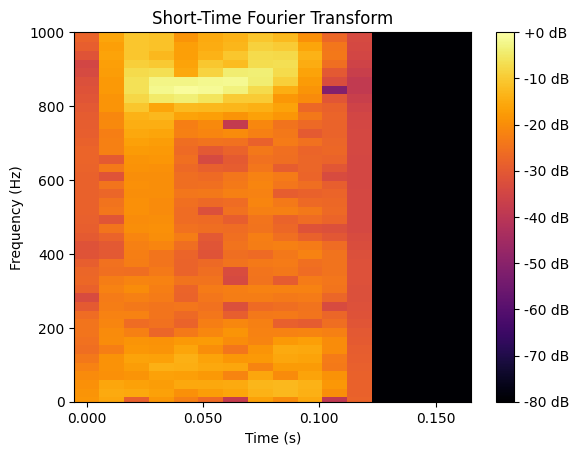 Short-Time Fourier Transform
1000
800
600
400
200
0
Frequency (Hz)
0.000
0.050
0.100
0.150
Time (s)
+0 dB
-10 dB
-20 dB
-30 dB
-40 dB
-50 dB
-60 dB
-70 dB
-80 dB